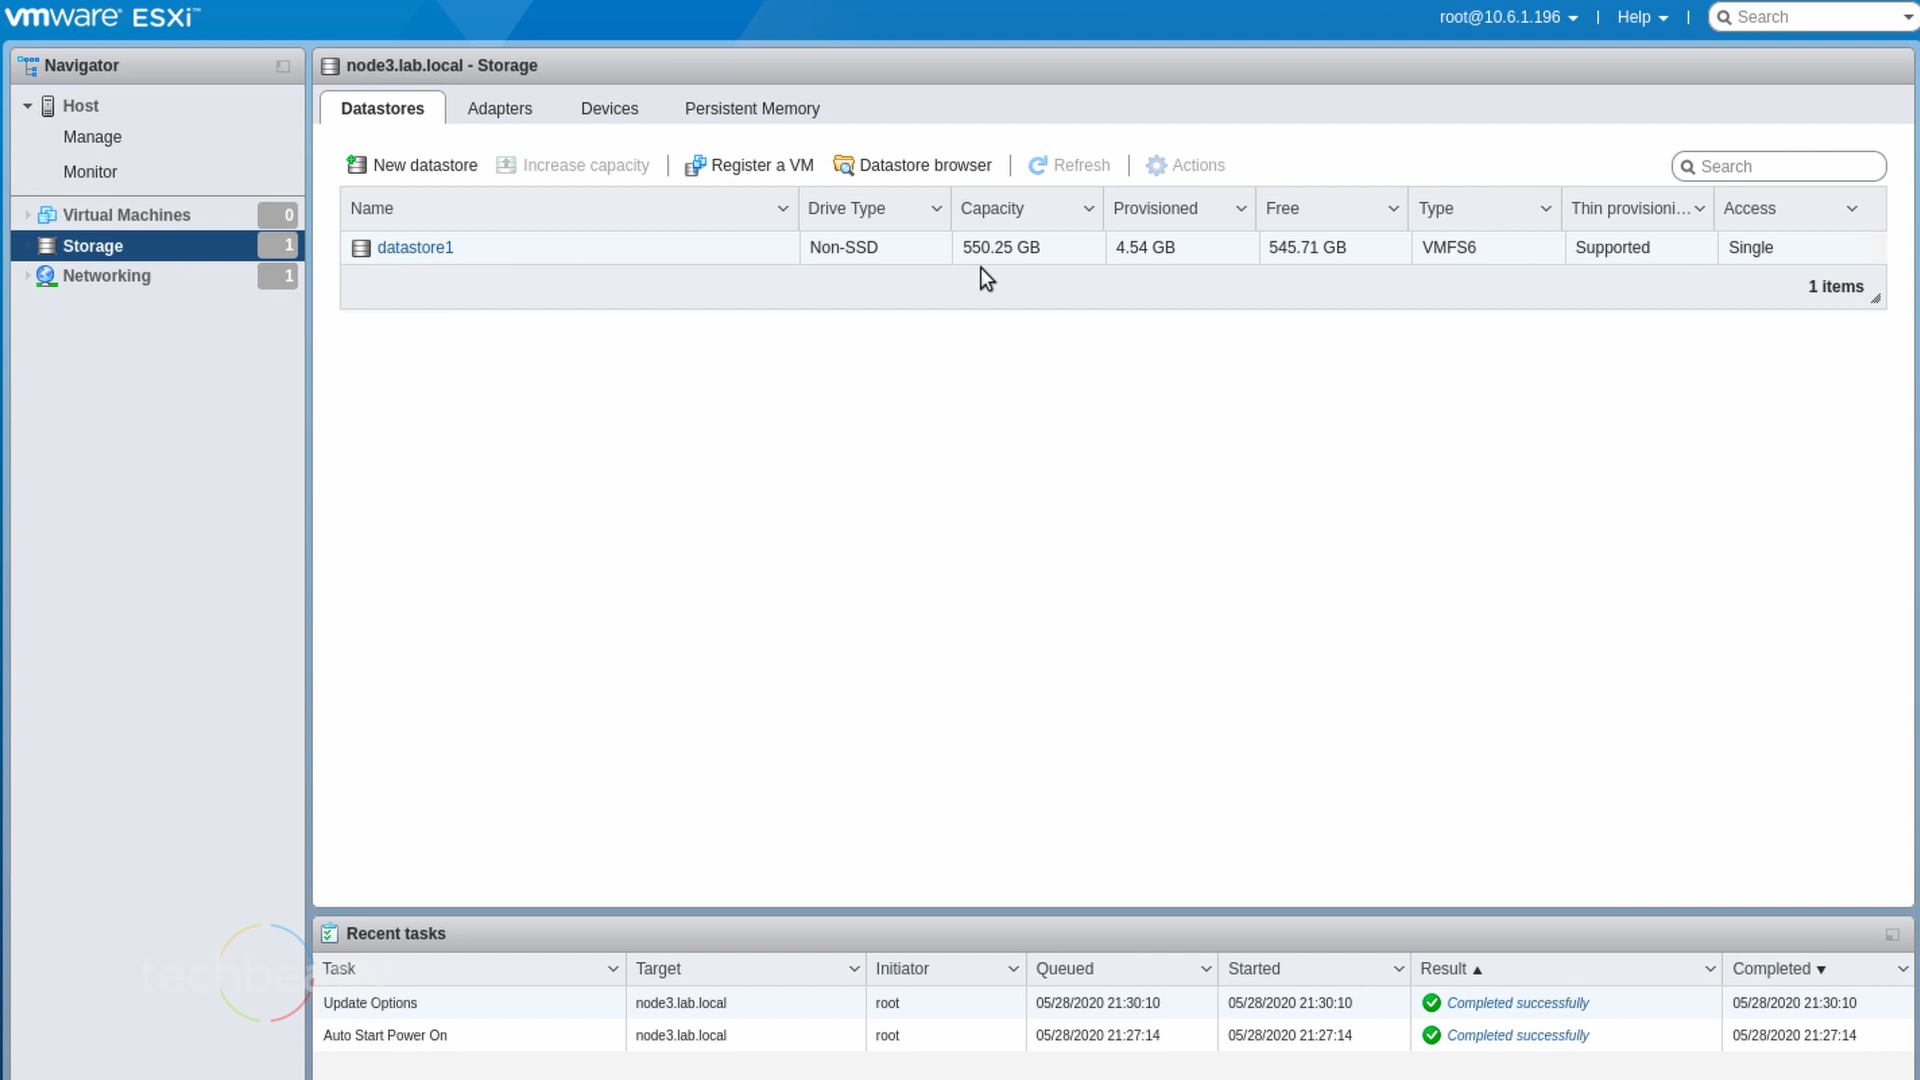 vmware ESXi™
root@10.6.1.196 | Help | Search
Navigator
Host
Manage
Monitor
Virtual Machines 0
Storage 1
Networking 1
node3.lab.local - Storage
Datastores Adapters Devices Persistent Memory
New datastore Increase capacity | Register a VM Datastore browser | Refresh | Actions Search
Name Drive Type Capacity Provisioned Free Type Thin provisioni... Access
datastore1 Non-SSD 550.25 GB 4.54 GB 545.71 GB VMFS6 Supported Single
1 items
Recent tasks
Task Target Initiator Queued Started Result Completed
Update Options node3.lab.local root 05/28/2020 21:30:10 05/28/2020 21:30:10 Completed successfully 05/28/2020 21:30:10
Auto Start Power On node3.lab.local root 05/28/2020 21:27:14 05/28/2020 21:27:14 Completed successfully 05/28/2020 21:27:14